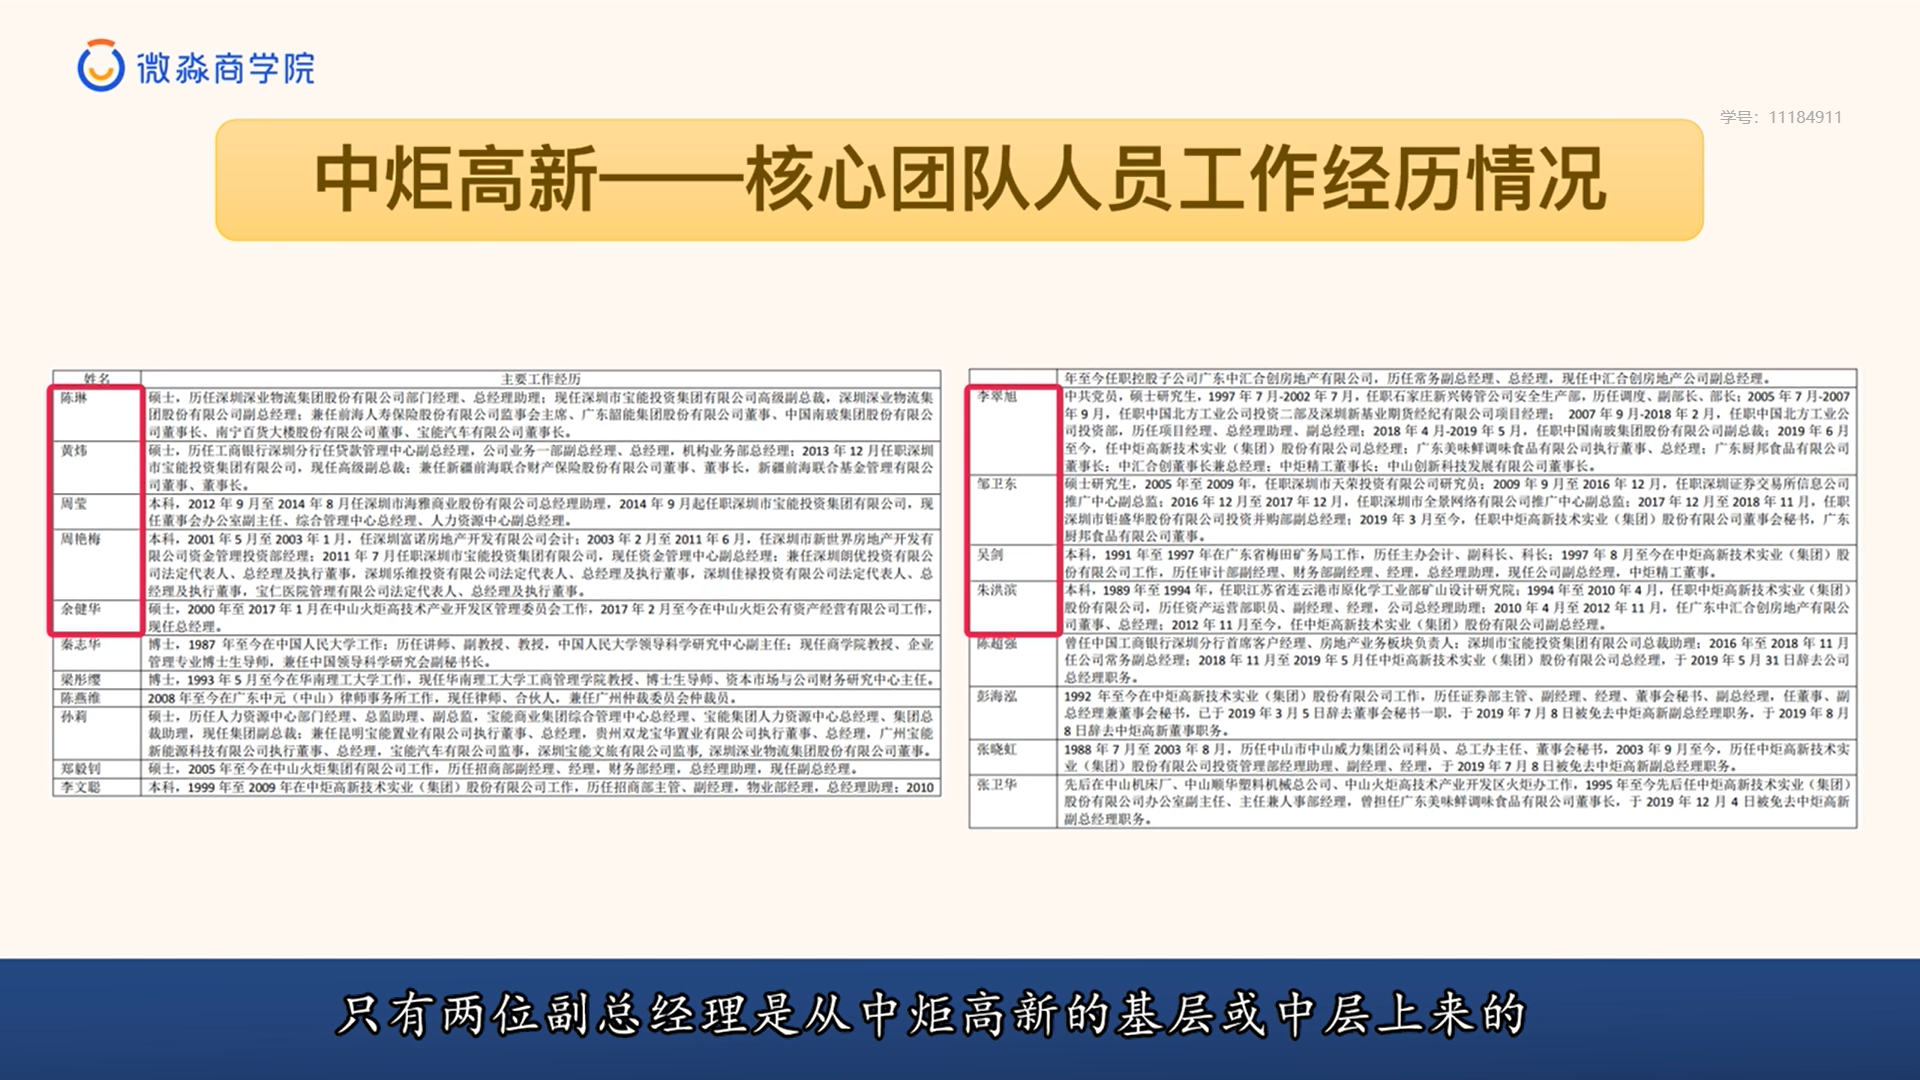 微淼商学院
学号：11184911
中炬高新——核心团队人员工作经历情况
姓名 主要工作经历
陈琳 硕士，历任深圳深业物流集团股份有限公司部门经理、总经理助理；现任深圳市宝能投资集团有限公司高级副总裁，深圳深业物流集
团股份有限公司副总经理；兼任前海人寿保险股份有限公司监事会主席、广东韶能集团股份有限公司董事、中国南玻集团股份有限公
司董事长、南宁百货大楼股份有限公司董事、宝能汽车有限公司董事长。
黄炜 硕士，历任工商银行深圳分行任贷款管理中心副总经理，公司业务一部副总经理、总经理，机构业务部总经理；2013 年 12 月任职深圳
市宝能投资集团有限公司，现任高级副总裁；兼任新疆前海联合财产保险股份有限公司董事、董事长，新疆前海联合基金管理有限公
司董事、董事长。
周莹 本科，2012 年 9 月至 2014 年 8 月任深圳市海雅商业股份有限公司总经理助理，2014 年 9 月起任职深圳市宝能投资集团有限公司，现
任董事会办公室副主任、综合管理中心总经理、人力资源中心副总经理。
周艳梅 本科，2001 年 5 月至 2003 年 1 月，任深圳富诺房地产开发有限公司会计；2003 年 2 月至 2011 年 6 月，任深圳市新世界房地产开发有
限公司资金管理投资部经理；2011 年 7 月任职深圳市宝能投资集团有限公司，现任资金管理中心副总经理；兼任深圳朗优投资有限公
司法定代表人、总经理及执行董事，深圳乐维投资有限公司法定代表人、总经理及执行董事，深圳佳禄投资有限公司法定代表人、总
经理及执行董事，宝仁医院管理有限公司法定代表人、总经理及执行董事。
余健华 硕士，2000 年至 2017 年 1 月在中山火炬高技术产业开发区管理委员会工作，2017 年 2 月至今在中山火炬公有资产经营有限公司工作，
现任总经理。
秦志华 博士，1987 年至今在中国人民大学工作；历任讲师、副教授、教授，中国人民大学领导科学研究中心副主任；现任商学院教授、企业
管理专业博士生导师，兼任中国领导科学研究会副秘书长。
梁彤缨 博士，1993 年 5 月至今在华南理工大学工作，现任华南理工大学工商管理学院教授、博士生导师、资本市场与公司财务研究中心主任。
陈燕维 2008 年至今在广东中元（中山）律师事务所工作，现任律师、合伙人，兼任广州仲裁委员会仲裁员。
孙莉 硕士，历任人力资源中心部门经理、总监助理、副总监，宝能商业集团综合管理中心总经理、宝能集团人力资源中心总经理、集团总
裁助理，现任集团副总裁；兼任昆明宝能置业有限公司执行董事、总经理，贵州双龙宝华置业有限公司执行董事、总经理，广州宝能
新能源科技有限公司执行董事、总经理，宝能汽车有限公司监事，深圳宝能文旅有限公司监事，深圳深业物流集团股份有限公司董事。
郑毅钊 硕士，2005 年至今在中山火炬集团有限公司工作，历任招商部副经理、经理，财务部经理，总经理助理，现任副总经理。
李文聪 本科，1999 年至 2009 年在中炬高新技术实业（集团）股份有限公司工作，历任招商部主管、副经理，物业部经理，总经理助理；2010
年至今任职控股子公司广东中汇合创房地产有限公司，历任常务副总经理、总经理，现任中汇合创房地产公司副总经理。
李翠旭 中共党员，硕士研究生，1997 年 7 月-2002 年 7 月，任职石家庄新兴铸管公司安全生产部，历任调度、副部长、部长；2005 年 7 月-2007
年 9 月，任职中国北方工业公司投资二部及深圳新基业期货经纪有限公司项目经理； 2007 年 9 月-2018 年 2 月，任职中国北方工业公
司投资部，历任项目经理、总经理助理、副总经理；2018 年 4 月-2019 年 5 月，任职中国南玻集团股份有限公司副总裁；2019 年 6 月
至今，任中炬高新技术实业（集团）股份有限公司总经理；广东美味鲜调味食品有限公司执行董事、总经理；广东厨邦食品有限公司
董事长；中汇合创董事长兼总经理；中炬精工董事长；中山创新科技发展有限公司董事长。
邹卫东 硕士研究生，2005 年至 2009 年，任职深圳市天荣投资有限公司研究员；2009 年 9 月至 2016 年 12 月，任职深圳证券交易所信息公司
推广中心副总监；2016 年 12 月至 2017 年 12 月，任职深圳市全景网络有限公司推广中心副总监；2017 年 12 月至 2018 年 11 月，任职
深圳市钜盛华股份有限公司投资并购部副总经理；2019 年 3 月至今，任职中炬高新技术实业（集团）股份有限公司董事会秘书，广东
厨邦食品有限公司董事。
吴剑 本科，1991 年至 1997 年在广东省梅田矿务局工作，历任主办会计、副科长、科长；1997 年 8 月至今在中炬高新技术实业（集团）股
份有限公司工作，历任审计部副经理、财务部副经理、经理，总经理助理，现任公司副总经理，中炬精工董事。
朱洪滨 本科，1989 年至 1994 年，任职江苏省连云港市原化学工业部矿山设计研究院；1994 年至 2010 年 4 月，任职中炬高新技术实业（集团）
股份有限公司，历任资产运营部职员、副经理、经理，公司总经理助理；2010 年 4 月至 2012 年 11 月，任广东中汇合创房地产有限公
司董事、总经理；2012 年 11 月至今，任中炬高新技术实业（集团）股份有限公司副总经理。
陈超强 曾任中国工商银行深圳分行首席客户经理、房地产业务板块负责人；深圳市宝能投资集团有限公司总裁助理；2016 年至 2018 年 11 月
任公司常务副总经理；2018 年 11 月至 2019 年 5 月任中炬高新技术实业（集团）股份有限公司总经理，于 2019 年 5 月 31 日辞去公司
总经理职务。
彭海泓 1992 年至今在中炬高新技术实业（集团）股份有限公司工作，历任证券部主管、副经理、经理、董事会秘书、副总经理，任董事、副
总经理兼董事会秘书，已于 2019 年 3 月 5 日辞去董事会秘书一职，于 2019 年 7 月 8 日被免去中炬高新副总经理职务，于 2019 年 8 月
8 日辞去中炬高新董事职务。
张晓虹 1988 年 7 月至 2003 年 8 月，历任中山市中山威力集团公司科员、总工办主任、董事会秘书，2003 年 9 月至今，历任中炬高新技术实
业（集团）股份有限公司投资管理部经理助理、副经理、经理，于 2019 年 7 月 8 日被免去中炬高新副总经理职务。
张卫华 先后在中山机床厂、中山顺华塑料机械总公司、中山火炬高技术产业开发区火炬办工作，1995 年至今先后任中炬高新技术实业（集团）
股份有限公司办公室副主任、主任兼人事部经理，曾担任广东美味鲜调味食品有限公司董事长，于 2019 年 12 月 4 日被免去中炬高新
副总经理职务。
只有两位副总经理是从中炬高新的基层或中层上来的